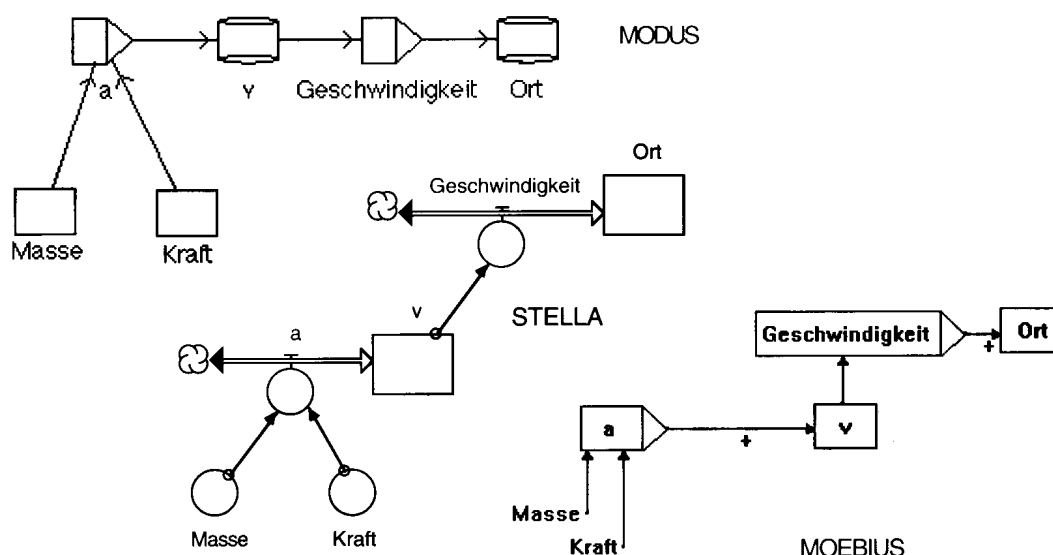 MODUS
a
v
Geschwindigkeit
Ort
Masse
Kraft
Ort
Geschwindigkeit
v
STELLA
a
Masse
Kraft
Geschwindigkeit
+
Ort
a
+
v
Masse
Kraft
MOEBIUS